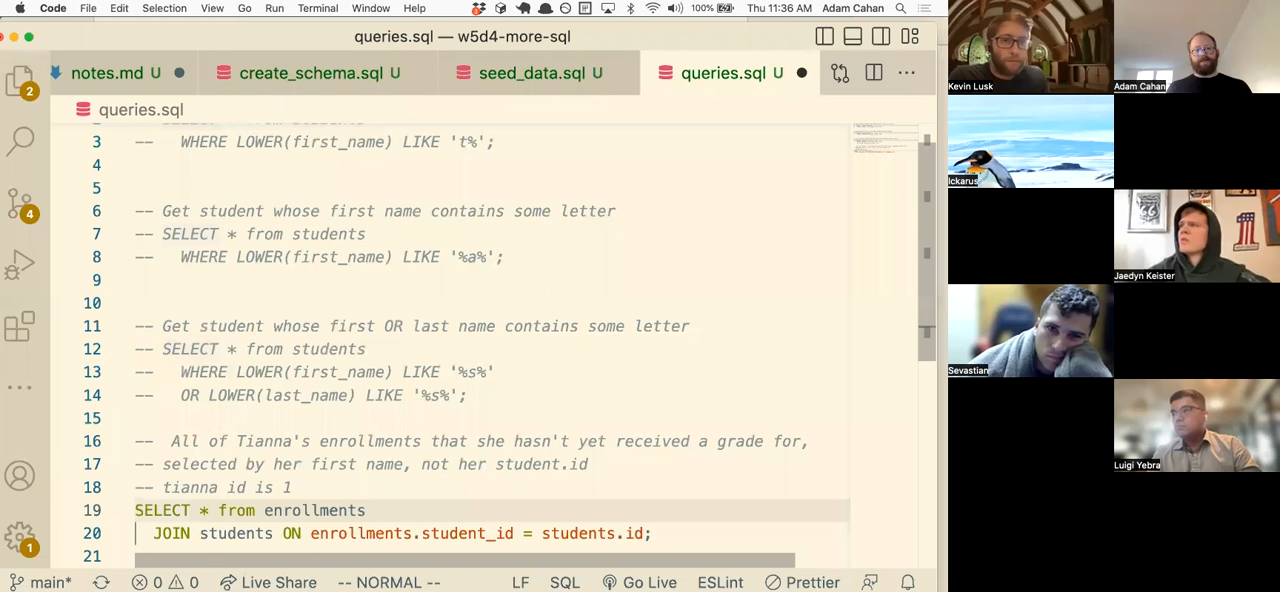 Code File Edit Selection View Go Run Terminal Window Help 100% Thu 11:36 AM Adam Cahan
queries.sql — w5d4-more-sql
notes.md U create_schema.sql U seed_data.sql U queries.sql U
queries.sql
3 -- WHERE LOWER(first_name) LIKE 't%';
4
5
6 -- Get student whose first name contains some letter
7 -- SELECT * from students
8 -- WHERE LOWER(first_name) LIKE '%a%';
9
10
11 -- Get student whose first OR last name contains some letter
12 -- SELECT * from students
13 -- WHERE LOWER(first_name) LIKE '%s%'
14 -- OR LOWER(last_name) LIKE '%s%';
15
16 -- All of Tianna's enrollments that she hasn't yet received a grade for,
17 -- selected by her first name, not her student.id
18 -- tianna id is 1
19 SELECT * from enrollments
20 JOIN students ON enrollments.student_id = students.id;
21
2
4
1
main* 0 0 Live Share -- NORMAL -- LF SQL Go Live ESLint Prettier
Kevin Lusk
Adam Cahan
Ickarus
66
Jaedyn Keister
Sevastian
Luigi Yebra